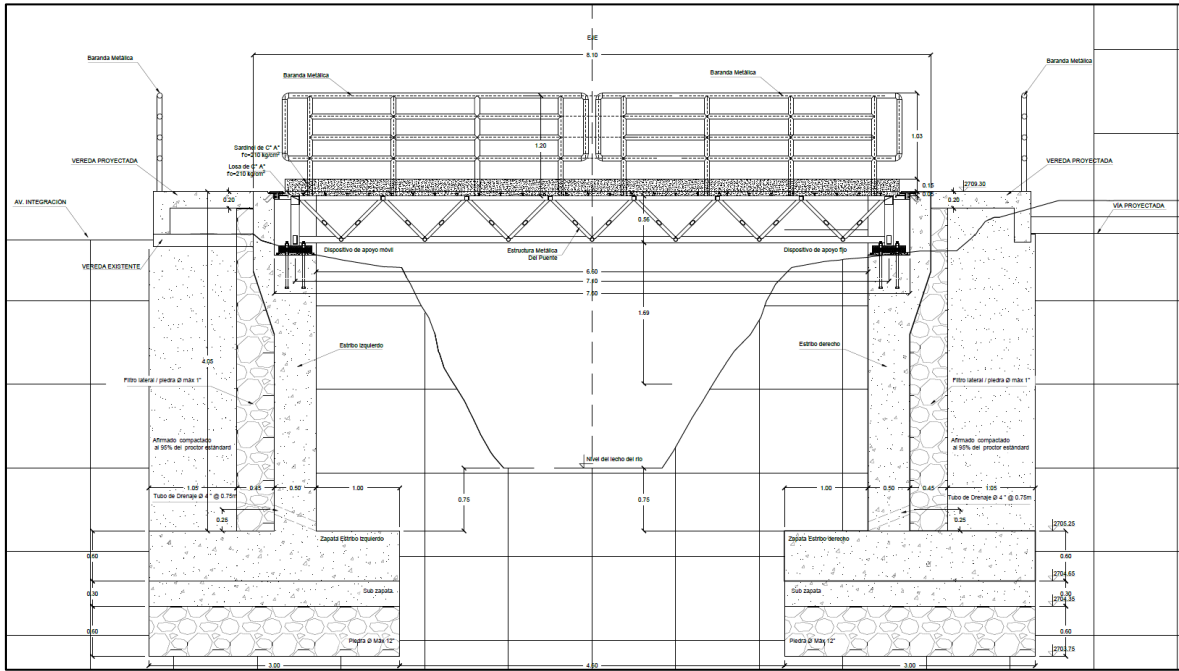 EJE
8.10
Baranda Metálica
Baranda Metálica
Baranda Metálica
Baranda Metálica
1.20
1.03
Sardinel de C° A°
f'c=210 kg/cm²
Losa de C° A°
f'c=210 kg/cm²
VEREDA PROYECTADA
VEREDA PROYECTADA
0.15
0.05
2709.30
0.20
0.20
AV. INTEGRACIÓN
VÍA PROYECTADA
0.56
Dispositivo de apoyo móvil
Estructura Metálica
Del Puente
Dispositivo de apoyo fijo
VEREDA EXISTENTE
6.60
7.60
1.69
Estribo izquierdo
Estribo derecho
4.05
Filtro lateral / piedra Ø máx 1"
Filtro lateral / piedra Ø máx 1"
Afirmado compactado
al 95% del proctor estándard
Afirmado compactado
al 95% del proctor estándard
Nivel del lecho del río
0.75
0.75
1.05
0.45
0.50
1.00
1.00
0.50
0.45
1.05
Tubo de Drenaje Ø 4 " @ 0.75m
Tubo de Drenaje Ø 4 " @ 0.75m
0.25
0.25
2705.25
Zapata Estribo izquierdo
Zapata Estribo derecho
0.60
0.60
2704.65
Sub zapata
Sub zapata
0.30
0.30
2704.35
0.60
0.60
Piedra Ø Máx 12"
Piedra Ø Máx 12"
2703.75
3.00
4.60
3.00